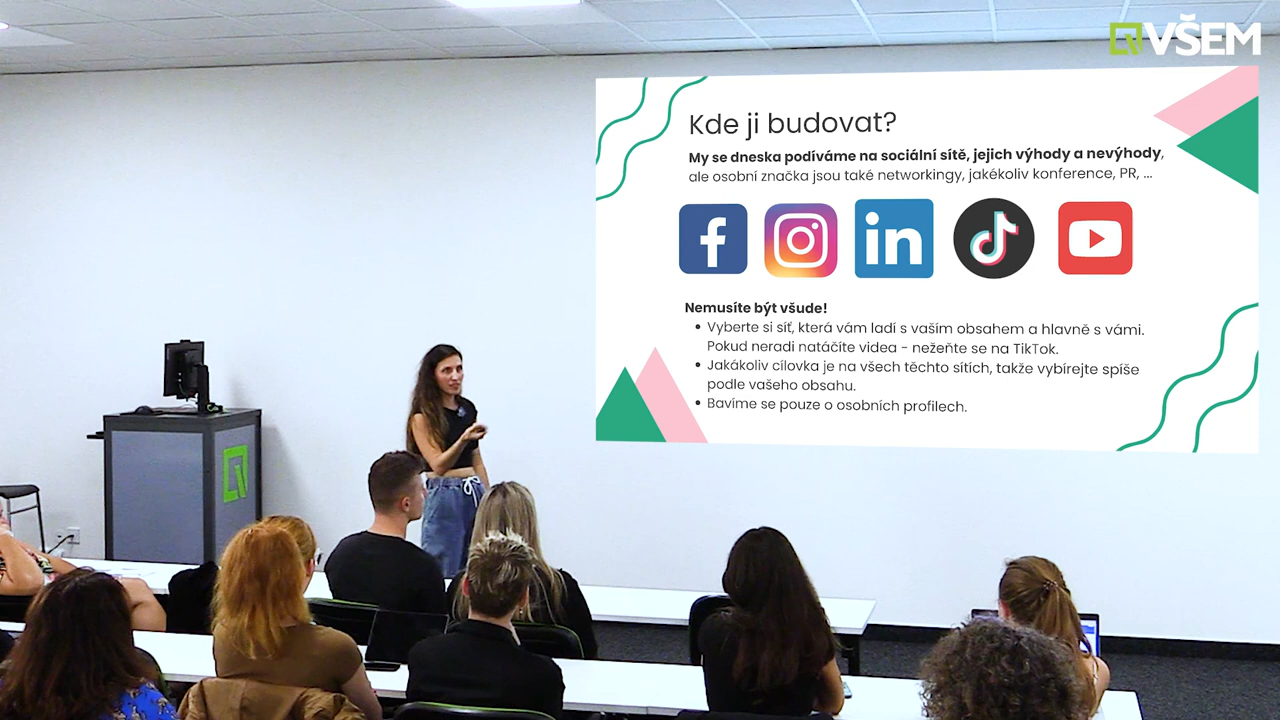 VŠEM
Kde ji budovat?
My se dneska podíváme na sociální sítě, jejich výhody a nevýhody,
ale osobní značka jsou také networkingy, jakékoliv konference, PR, ...
f in
Nemusíte být všude!
• Vyberte si síť, která vám ladí s vaším obsahem a hlavně s vámi.
Pokud neradi natáčíte videa - nežeňte se na TikTok.
• Jakákoliv cílovka je na všech těchto sítích, takže vybírejte spíše
podle vašeho obsahu.
• Bavíme se pouze o osobních profilech.